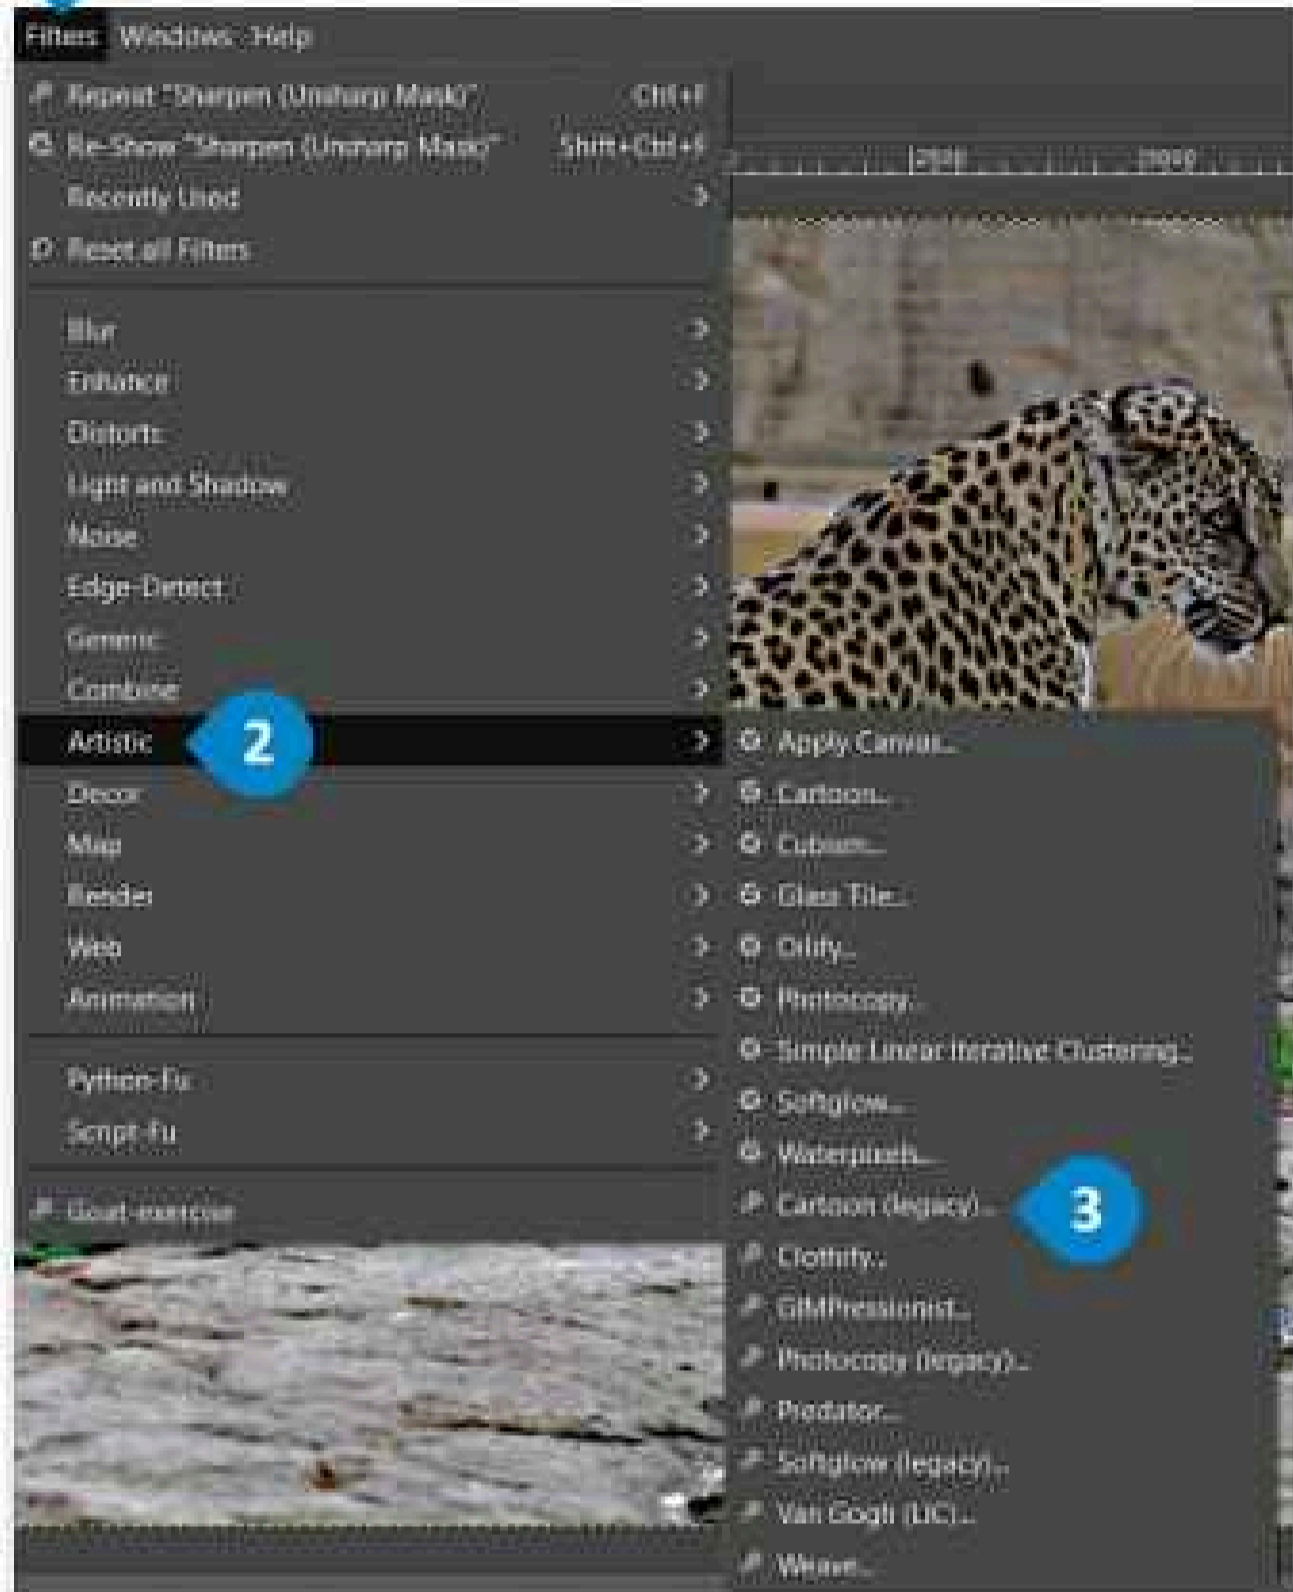 Filters Windows Help
Repeat "Sharpen (Unsharp Mask)" Ctrl+F
Re-Show "Sharpen (Unsharp Mask)" Shift+Ctrl+F
Recently Used
Reset all Filters
Blur
Enhance
Distorts
Light and Shadow
Noise
Edge-Detect
Generic
Combine
Artistic 2
Decor
Map
Render
Web
Animation
Python-Fu
Script-Fu
Goat-exercise
Apply Canvas...
Cartoon...
Cubism...
Glass Tile...
Oilify...
Photocopy...
Simple Linear Iterative Clustering...
Softglow...
Waterpixels...
Cartoon (legacy)... 3
Clothify...
GIMPressionist...
Photocopy (legacy)...
Predator...
Softglow (legacy)...
Van Gogh (LIC)...
Weave...